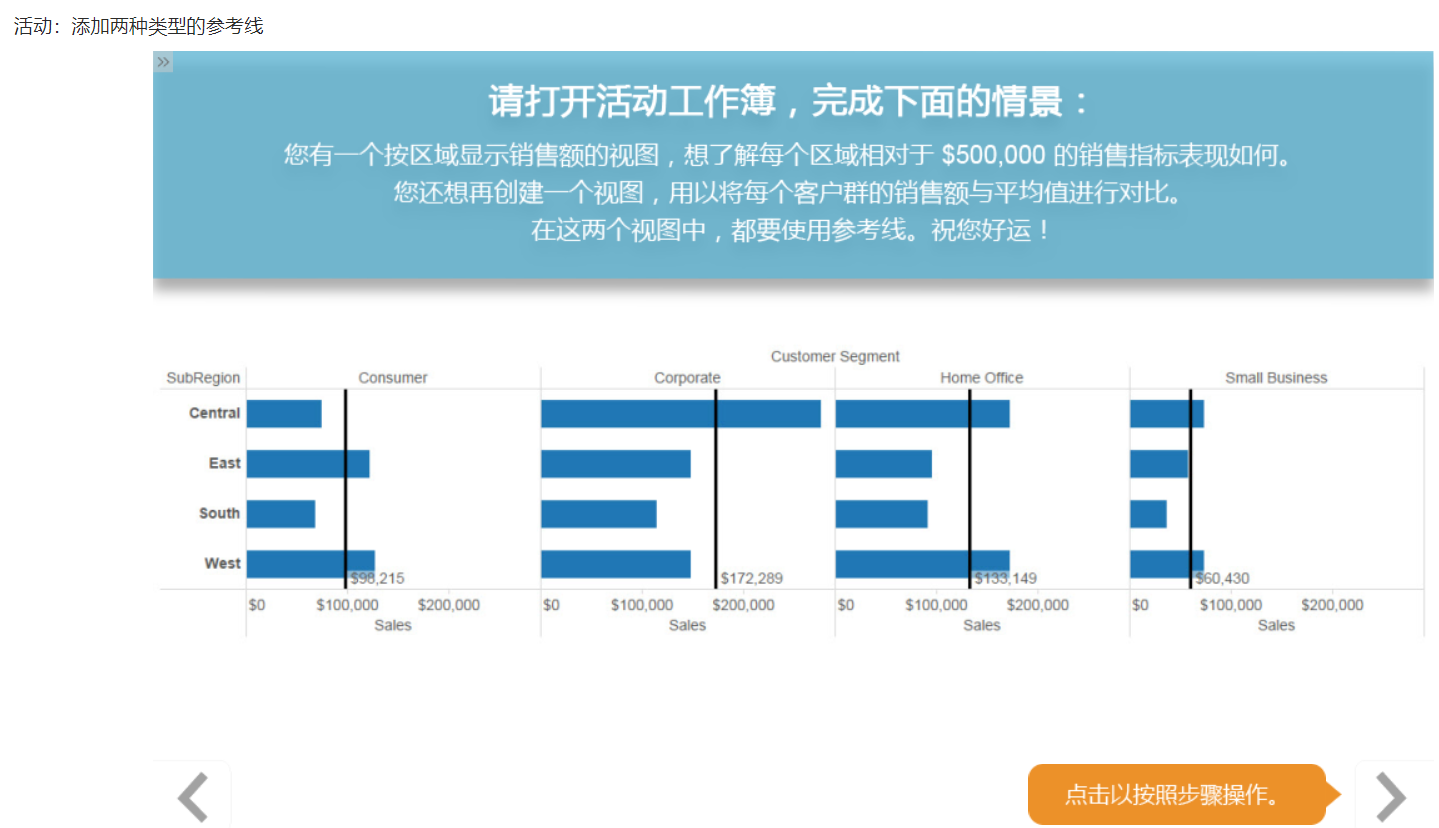 活动：添加两种类型的参考线
»
请打开活动工作簿，完成下面的情景：
您有一个按区域显示销售额的视图，想了解每个区域相对于 $500,000 的销售指标表现如何。
您还想再创建一个视图，用以将每个客户群的销售额与平均值进行对比。
在这两个视图中，都要使用参考线。祝您好运！
Customer Segment
SubRegion Consumer Corporate Home Office Small Business
Central
East
South
West
$98,215 $172,289 $133,149 $60,430
$0 $100,000 $200,000 $0 $100,000 $200,000 $0 $100,000 $200,000 $0 $100,000 $200,000
Sales Sales Sales Sales
点击以按照步骤操作。